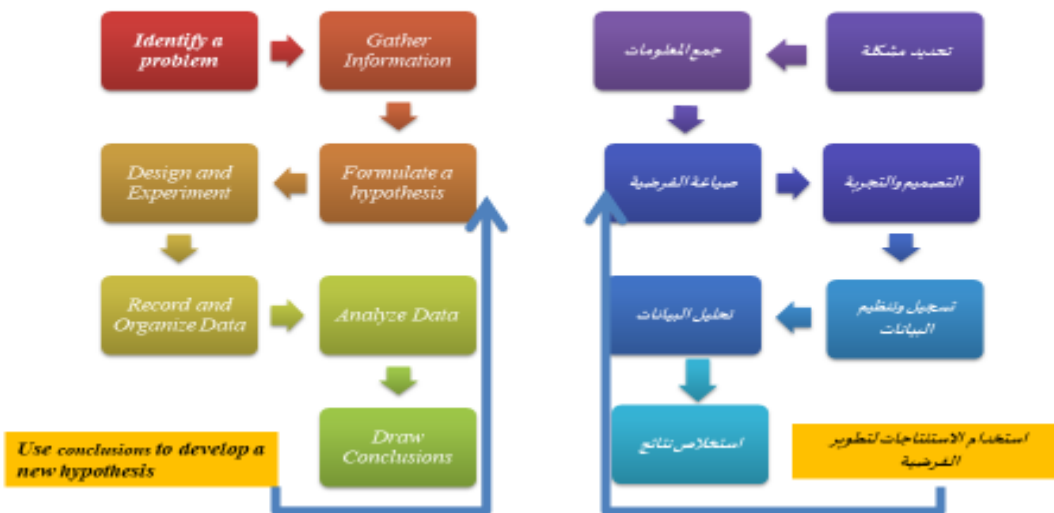 Identify a
problem
Gather
Information
Formulate a
hypothesis
Design and
Experiment
Record and
Organize Data
Analyze Data
Draw
Conclusions
Use conclusions to develop a
new hypothesis
تحديد مشكلة
جمع المعلومات
صياغة الفرضية
التصميم والتجربة
تسجيل وتنظيم
البيانات
تحليل البيانات
استخلاص نتائج
استخدام الاستنتاجات لتطوير
الفرضية